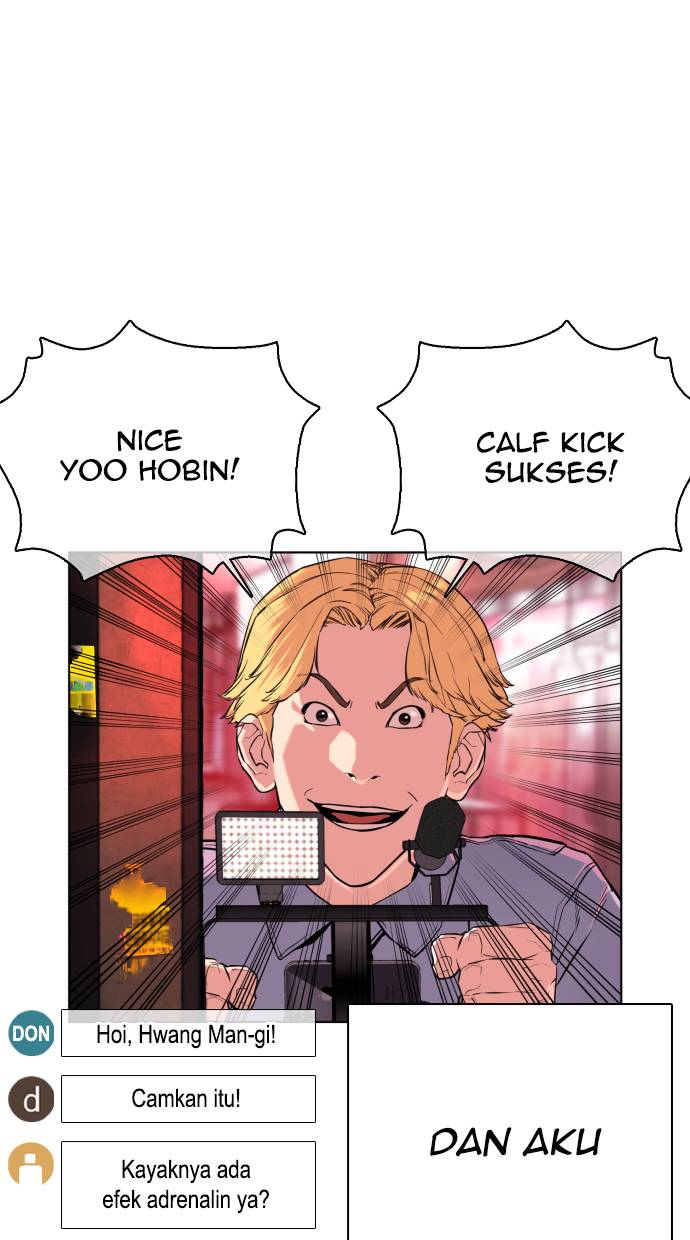 NICE
YOO HOBIN!
CALF KICK
SUKSES!
DON
Hoi, Hwang Man-gi!
d
Camkan itu!
Kayaknya ada
efek adrenalin ya?
DAN AKU